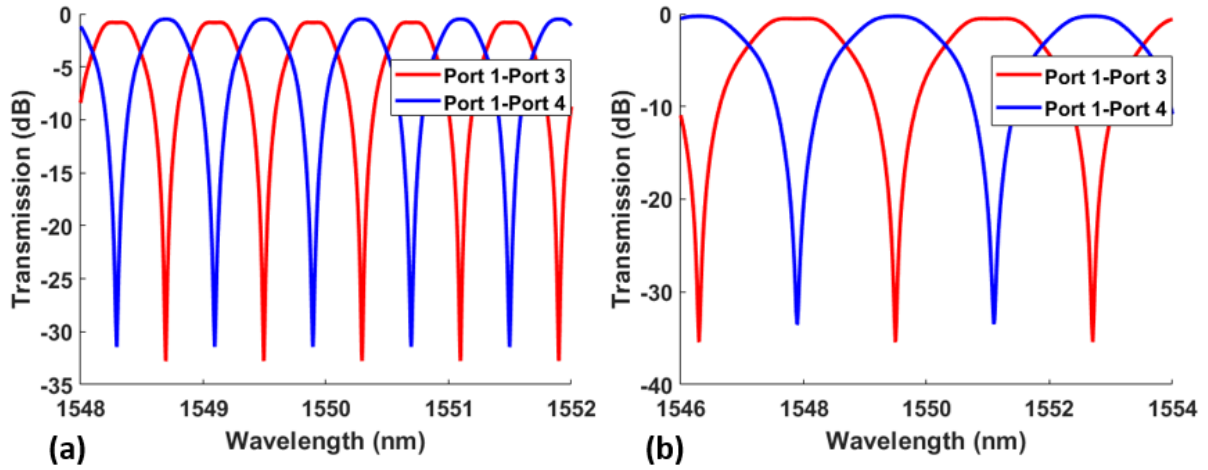 0
-5
-10
-15
-20
-25
-30
-35
Transmission (dB)
Port 1-Port 3
Port 1-Port 4
1548
1549
1550
1551
1552
Wavelength (nm)
(a)
0
-10
-20
-30
-40
Transmission (dB)
Port 1-Port 3
Port 1-Port 4
1546
1548
1550
1552
1554
Wavelength (nm)
(b)